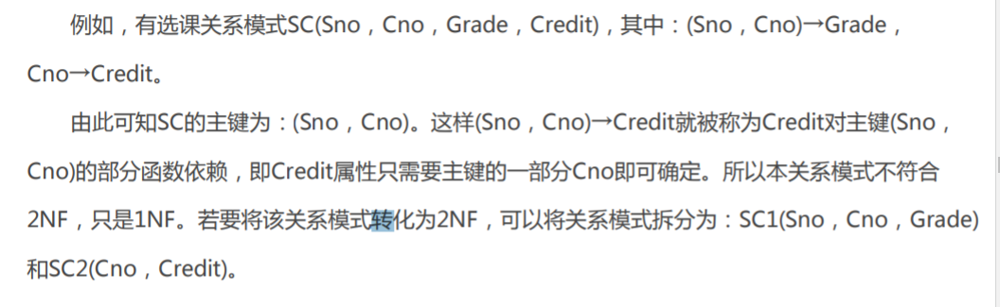 例如，有选课关系模式SC(Sno，Cno，Grade，Credit)，其中：(Sno，Cno)→Grade，
Cno→Credit。
由此可知SC的主键为：(Sno，Cno)。这样(Sno，Cno)→Credit就被称为Credit对主键(Sno，
Cno)的部分函数依赖，即Credit属性只需要主键的一部分Cno即可确定。所以本关系模式不符合
2NF，只是1NF。若要将该关系模式转化为2NF，可以将关系模式拆分为：SC1(Sno，Cno，Grade)
和SC2(Cno，Credit)。